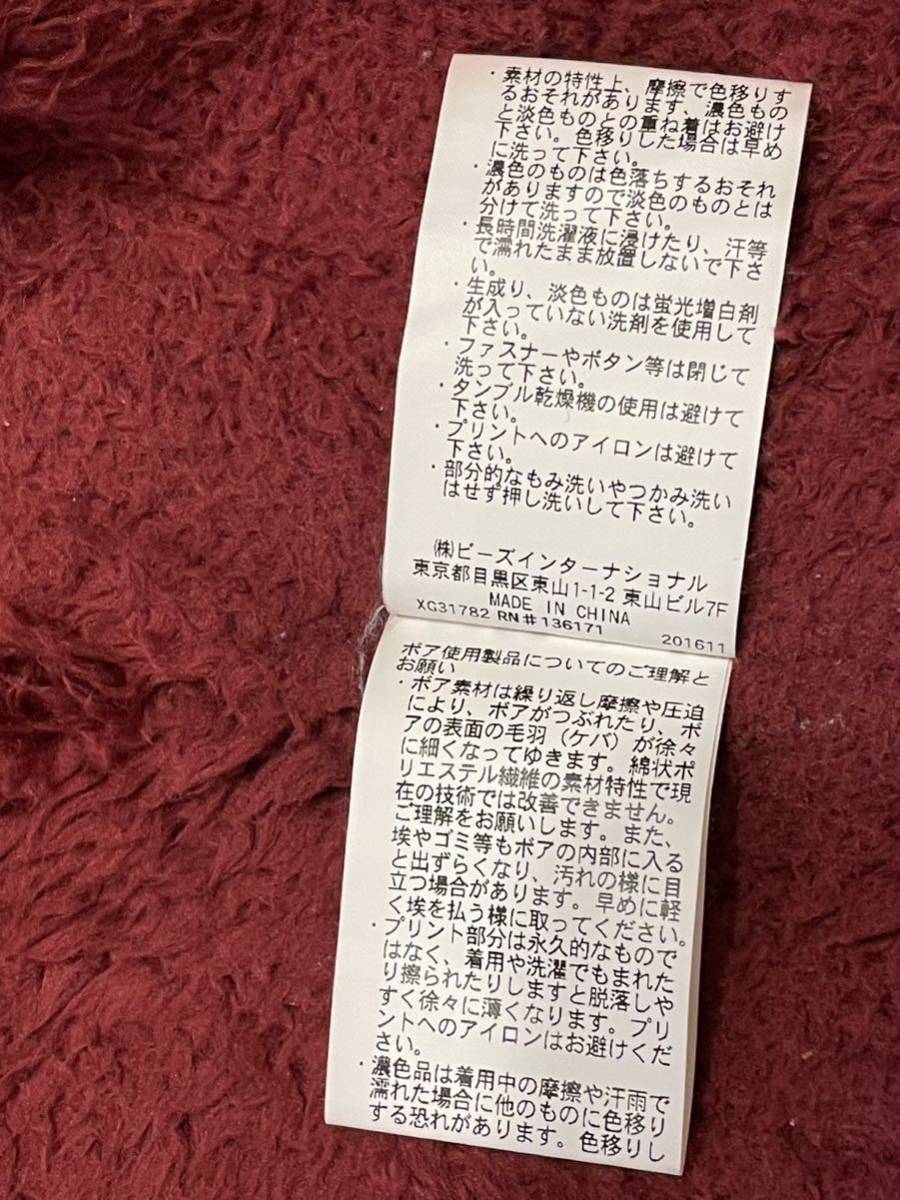 ・素材の特性上、摩擦で色移りす
るおそれがあります、濃色もの
と淡色ものとの重ね着はお避け
下さい。色移りした場合は早め
に洗って下さい。
・濃色のものは色落ちするおそれ
がありますので淡色のものとは
分けて洗って下さい。
・長時間洗濯液に浸けたり、汗等
で濡れたまま放置しないで下さ
い。
・生成り、淡色ものは蛍光増白剤
が入っていない洗剤を使用して
下さい。
・ファスナーやボタン等は閉じて
洗って下さい。
・タンブル乾燥機の使用は避けて
下さい。
・プリントへのアイロンは避けて
下さい。
・部分的なもみ洗いやつかみ洗い
はせず押し洗いして下さい。
㈱ビーズインターナショナル
東京都目黒区東山1-1-2 東山ビル7F
MADE IN CHINA
XG31782 RN#136171 201611
ボア使用製品についてのご理解と
お願い
・ボア素材は繰り返し摩擦や圧迫
により、ボアがつぶれたり、ボ
アの表面の毛羽（ケバ）が徐々
に細くなってゆきます。綿状ポ
リエステル繊維の素材特性で現
在の技術では改善できません。
ご理解をお願いします。また、
埃やゴミ等もボアの内部に入る
と出ずらくなり、汚れの様に目
立つ場合があります。早めに軽
く埃を払う様に取ってください。
・プリント部分は永久的なもので
はなく、着用や洗濯でもまれた
り擦られたりしますと脱落しや
すく徐々に薄くなります。プリ
ントへのアイロンはお避けくだ
さい。
・濃色品は着用中の摩擦や汗雨で
濡れた場合に他のものに色移り
する恐れがあります。色移りし